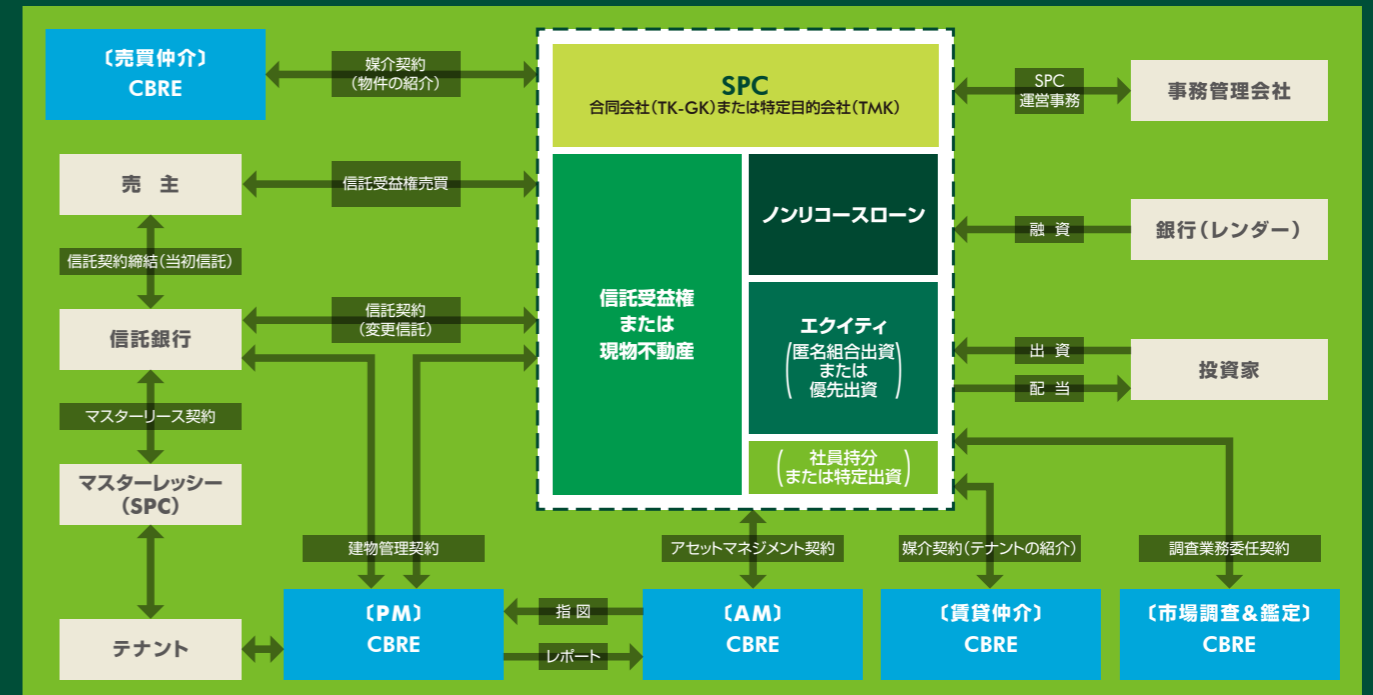 〔売買仲介〕
CBRE
媒介契約
(物件の紹介)
SPC
合同会社(TK-GK)または特定目的会社(TMK)
SPC
運営事務
事務管理会社
売　主
信託受益権売買
ノンリコースローン
融 資
銀行(レンダー)
信託契約締結(当初信託)
信託銀行
信託契約
(変更信託)
信託受益権
または
現物不動産
エクイティ
(匿名組合出資
または
優先出資)
出 資
配 当
投資家
マスターリース契約
マスターレッシー
(SPC)
(社員持分
または特定出資)
建物管理契約
アセットマネジメント契約
媒介契約(テナントの紹介)
調査業務委任契約
テナント
〔PM〕
CBRE
指 図
レポート
〔AM〕
CBRE
〔賃貸仲介〕
CBRE
〔市場調査&鑑定〕
CBRE